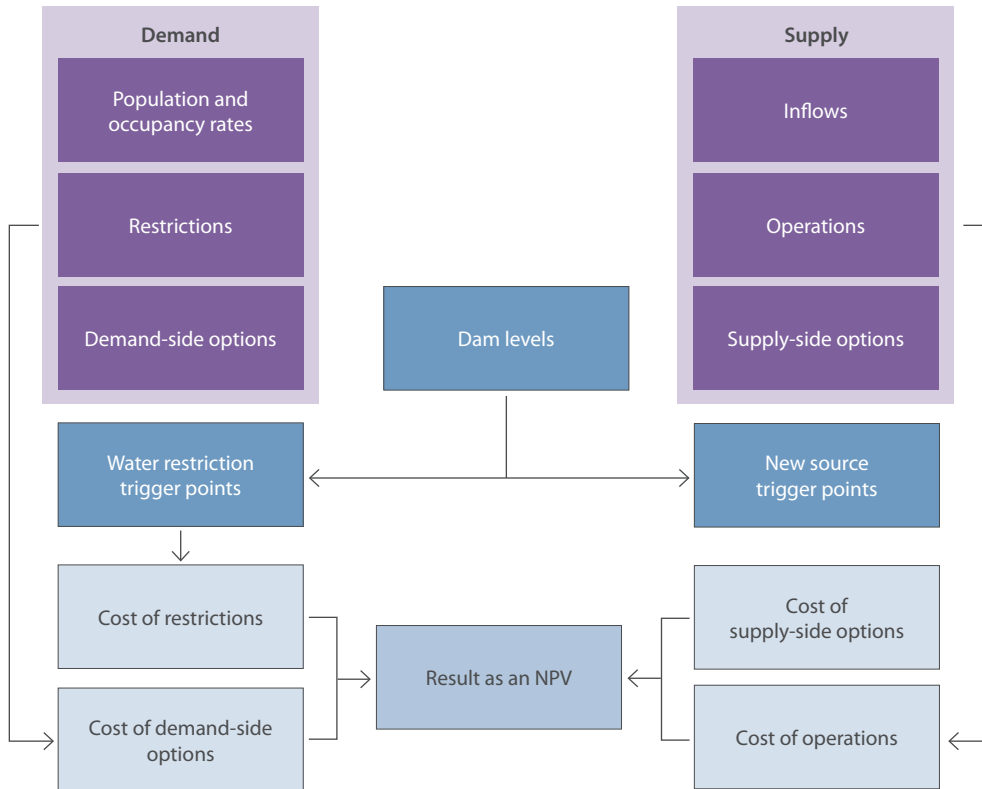 Demand
Population and
occupancy rates
Restrictions
Demand-side options
Supply
Inflows
Operations
Supply-side options
Dam levels
Water restriction
trigger points
New source
trigger points
Cost of restrictions
Cost of demand-side
options
Result as an NPV
Cost of
supply-side options
Cost of operations